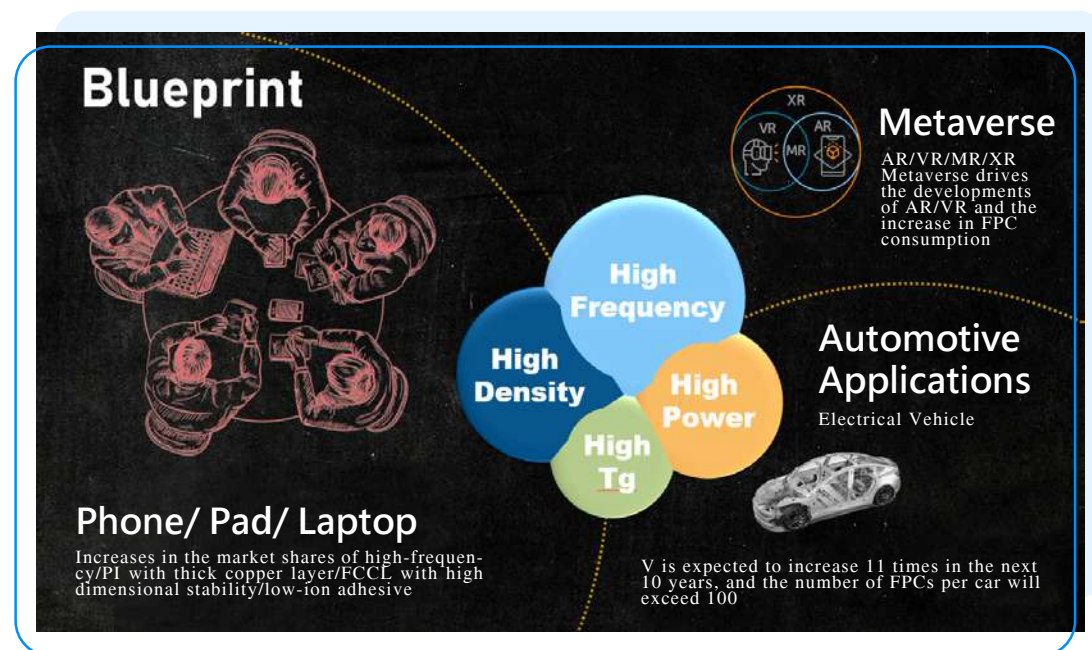 Blueprint
XR
VR
AR
MR
Metaverse
AR/VR/MR/XR
Metaverse drives
the developments
of AR/VR and the
increase in FPC
consumption
High
Frequency
High
Density
High
Power
High
Tg
Automotive
Applications
Electrical Vehicle
Phone/ Pad/ Laptop
Increases in the market shares of high-frequen-
cy/PI with thick copper layer/FCCL with high
dimensional stability/low-ion adhesive
V is expected to increase 11 times in the next
10 years, and the number of FPCs per car will
exceed 100